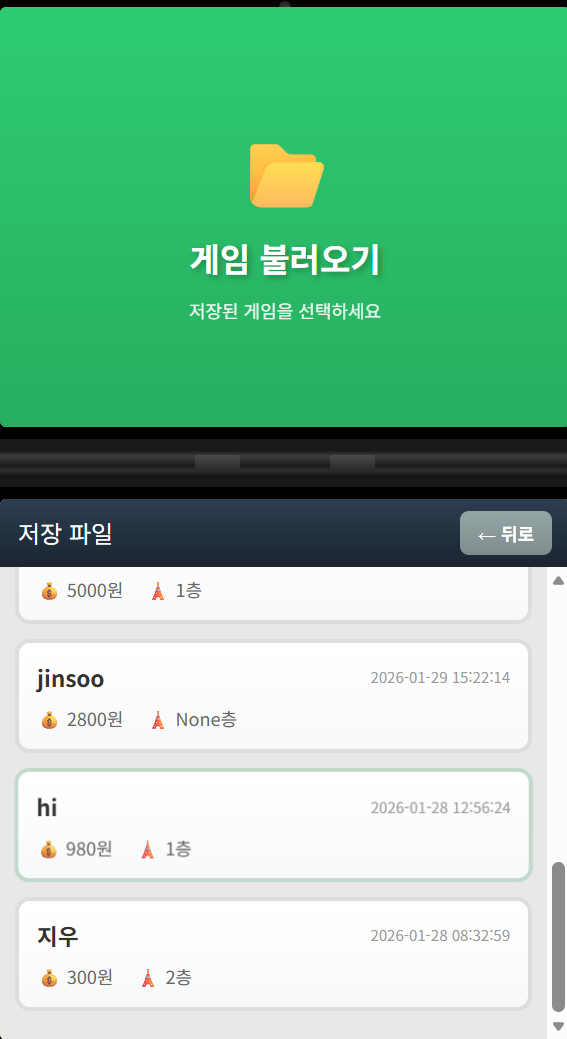 게임 불러오기
저장된 게임을 선택하세요
저장 파일
← 뒤로
5000원 1층
jinsoo 2026-01-29 15:22:14
2800원 None층
hi 2026-01-28 12:56:24
980원 1층
지우 2026-01-28 08:32:59
300원 2층